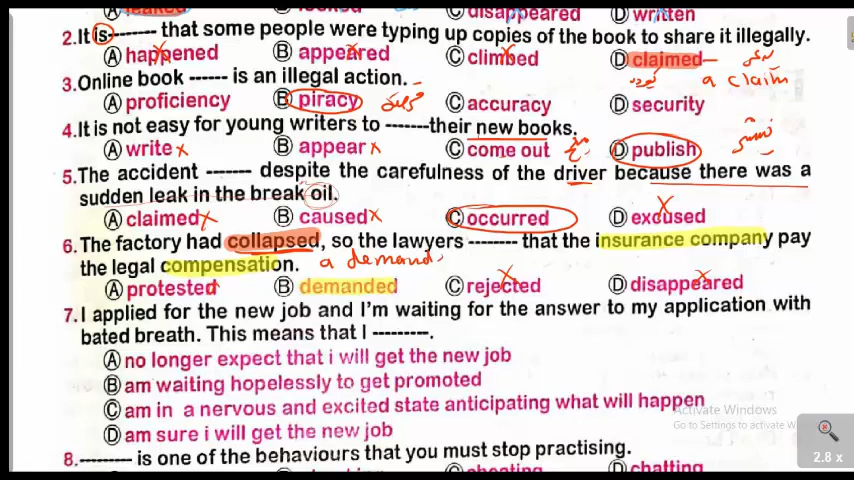 A leaked B looked C disappeared D written
2.It is-------- that some people were typing up copies of the book to share it illegally.
A happened B appeared C climbed D claimed
a claim
3.Online book ------ is an illegal action.
A proficiency B piracy C accuracy D security
4.It is not easy for young writers to ------their new books.
A write B appear C come out D publish
5.The accident ------- despite the carefulness of the driver because there was a
sudden leak in the break oil.
A claimed B caused C occurred D excused
6.The factory had collapsed, so the lawyers -------- that the insurance company pay
the legal compensation. a demand
A protested B demanded C rejected D disappeared
7.I applied for the new job and I'm waiting for the answer to my application with
bated breath. This means that I ---------.
A no longer expect that i will get the new job
B am waiting hopelessly to get promoted
C am in a nervous and excited state anticipating what will happen
D am sure i will get the new job
Activate Windows
Go to Settings to activate W
8.-------- is one of the behaviours that you must stop practising.
C cheating D chatting
2.8 x